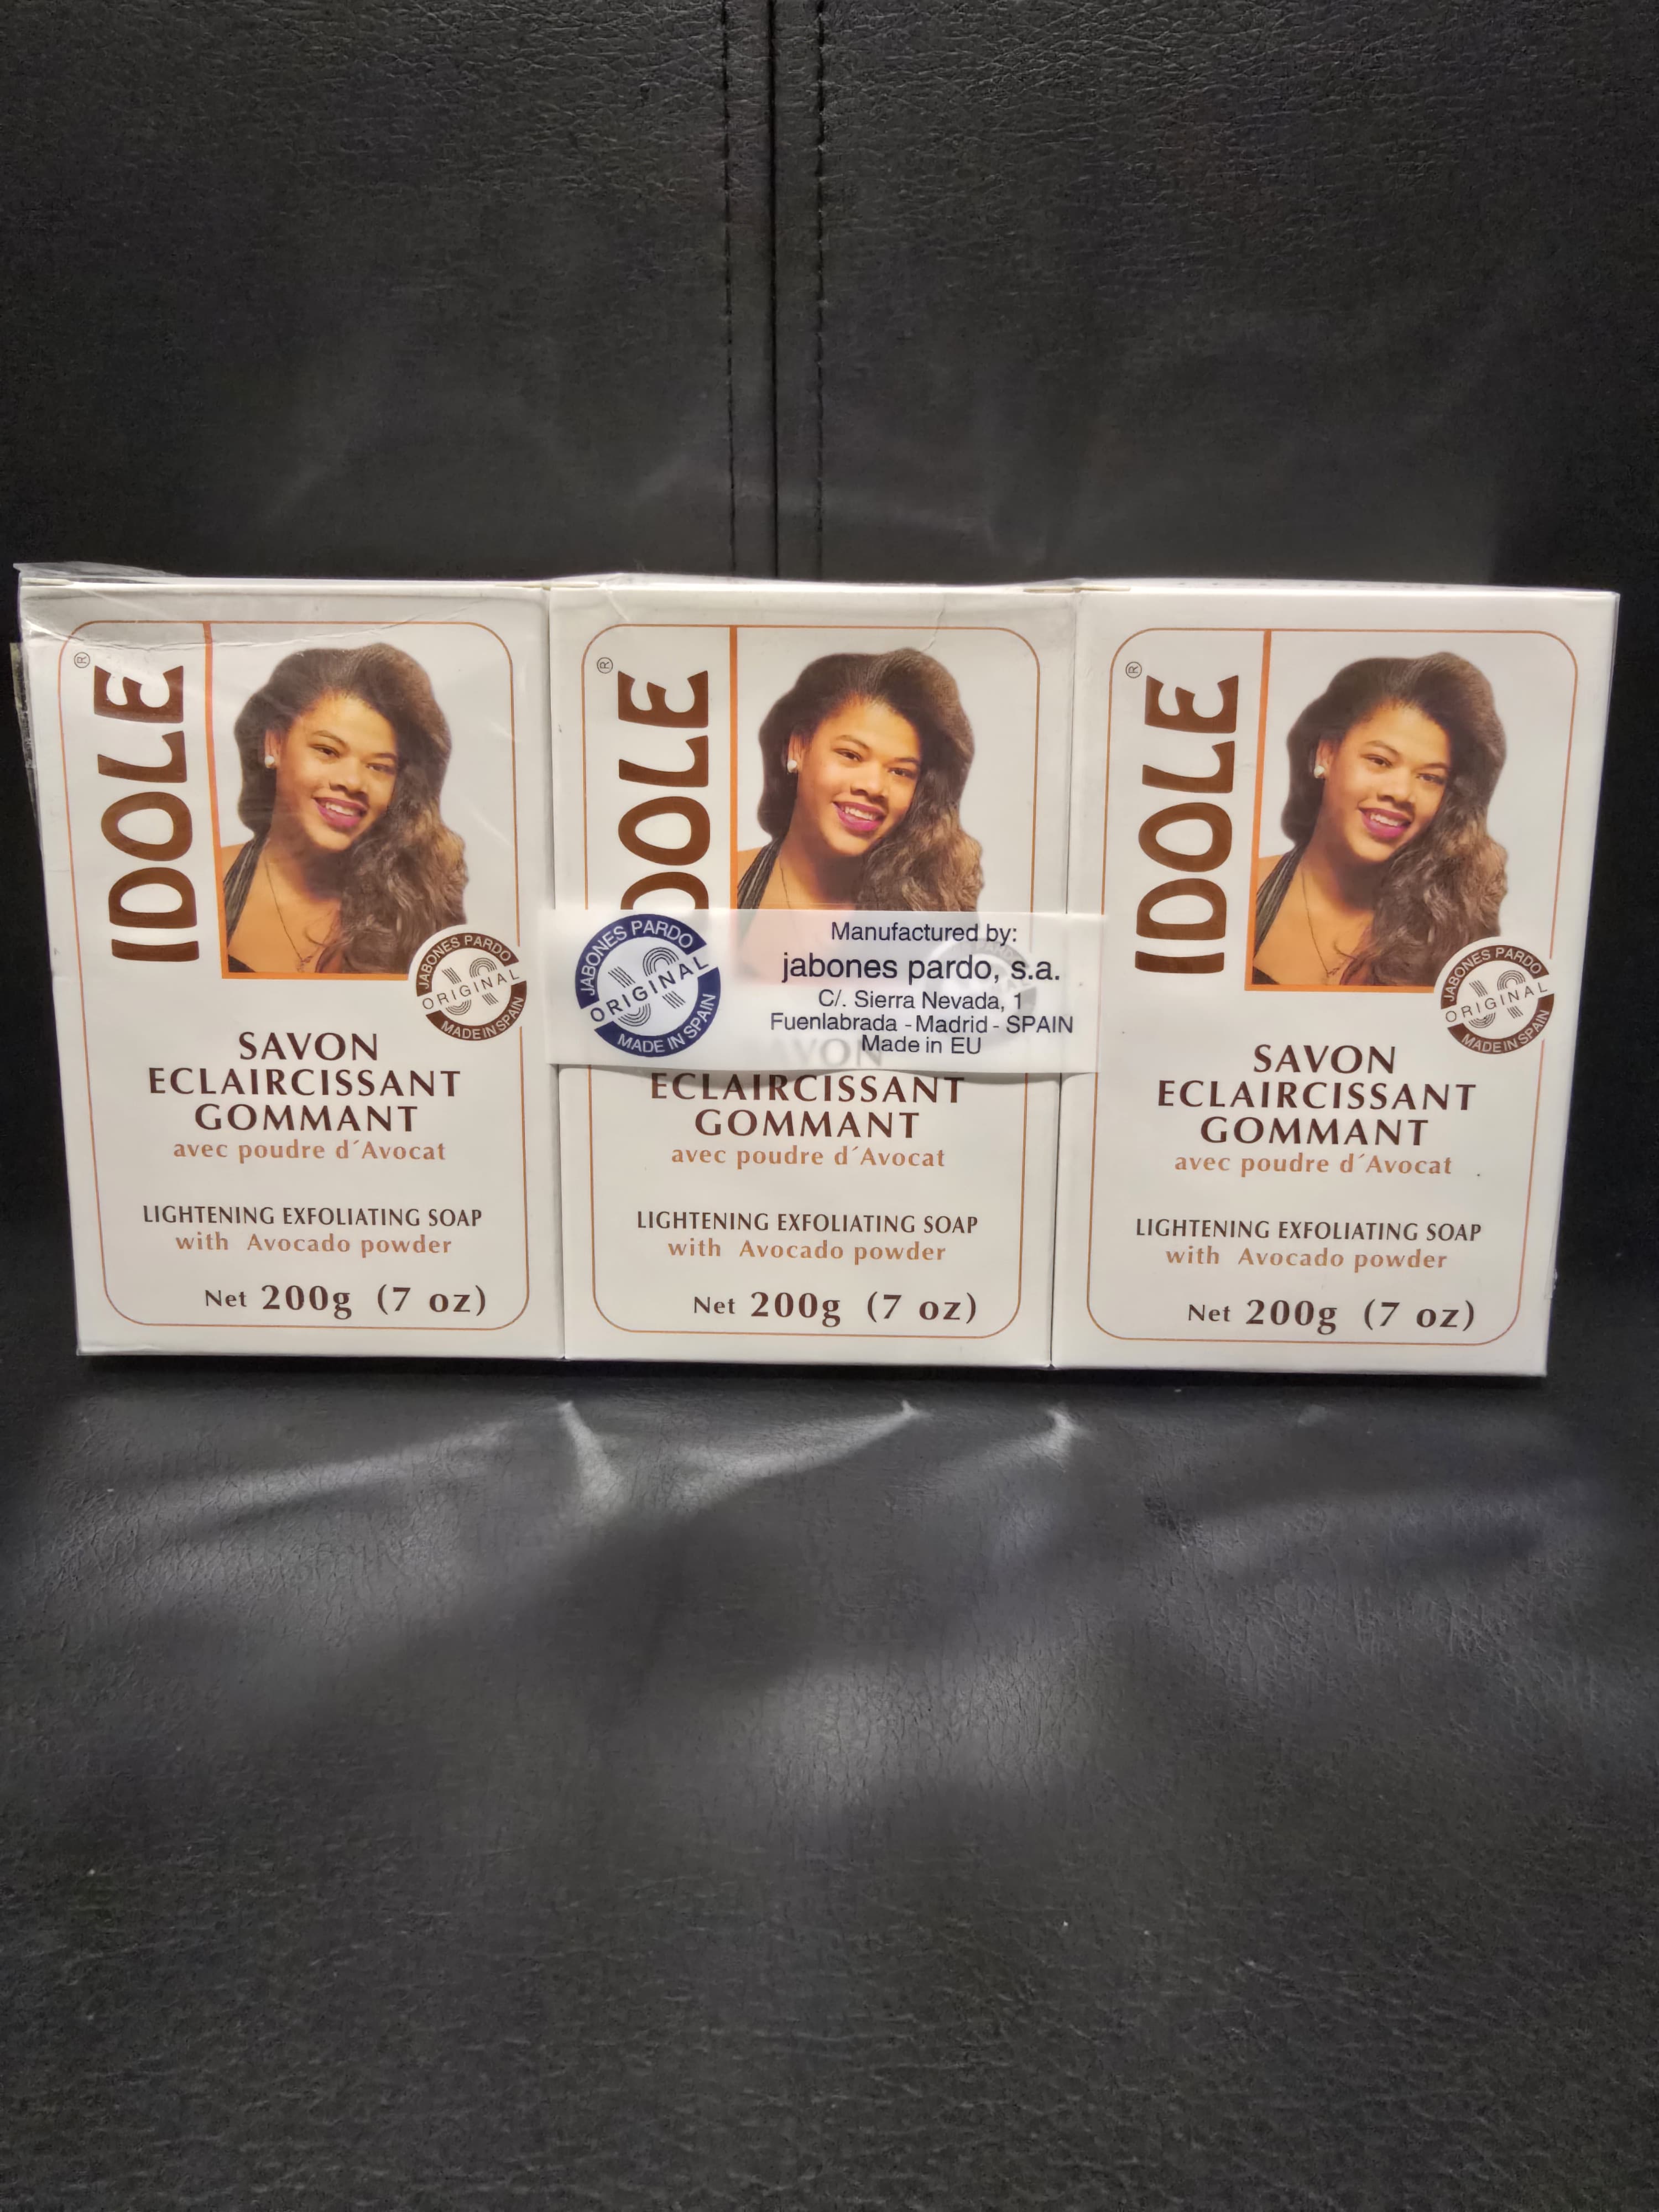 IDOLE®
JABONES PARDO
ORIGINAL
MADE IN SPAIN
SAVON
ECLAIRCISSANT
GOMMANT
avec poudre d´Avocat
LIGHTENING EXFOLIATING SOAP
with Avocado powder
Net 200g (7 oz)
IDOLE®
JABONES PARDO
ORIGINAL
MADE IN SPAIN
Manufactured by:
jabones pardo, s.a.
C/. Sierra Nevada, 1
Fuenlabrada - Madrid - SPAIN
Made in EU
SAVON
ECLAIRCISSANT
GOMMANT
avec poudre d´Avocat
LIGHTENING EXFOLIATING SOAP
with Avocado powder
Net 200g (7 oz)
IDOLE®
JABONES PARDO
ORIGINAL
MADE IN SPAIN
SAVON
ECLAIRCISSANT
GOMMANT
avec poudre d´Avocat
LIGHTENING EXFOLIATING SOAP
with Avocado powder
Net 200g (7 oz)